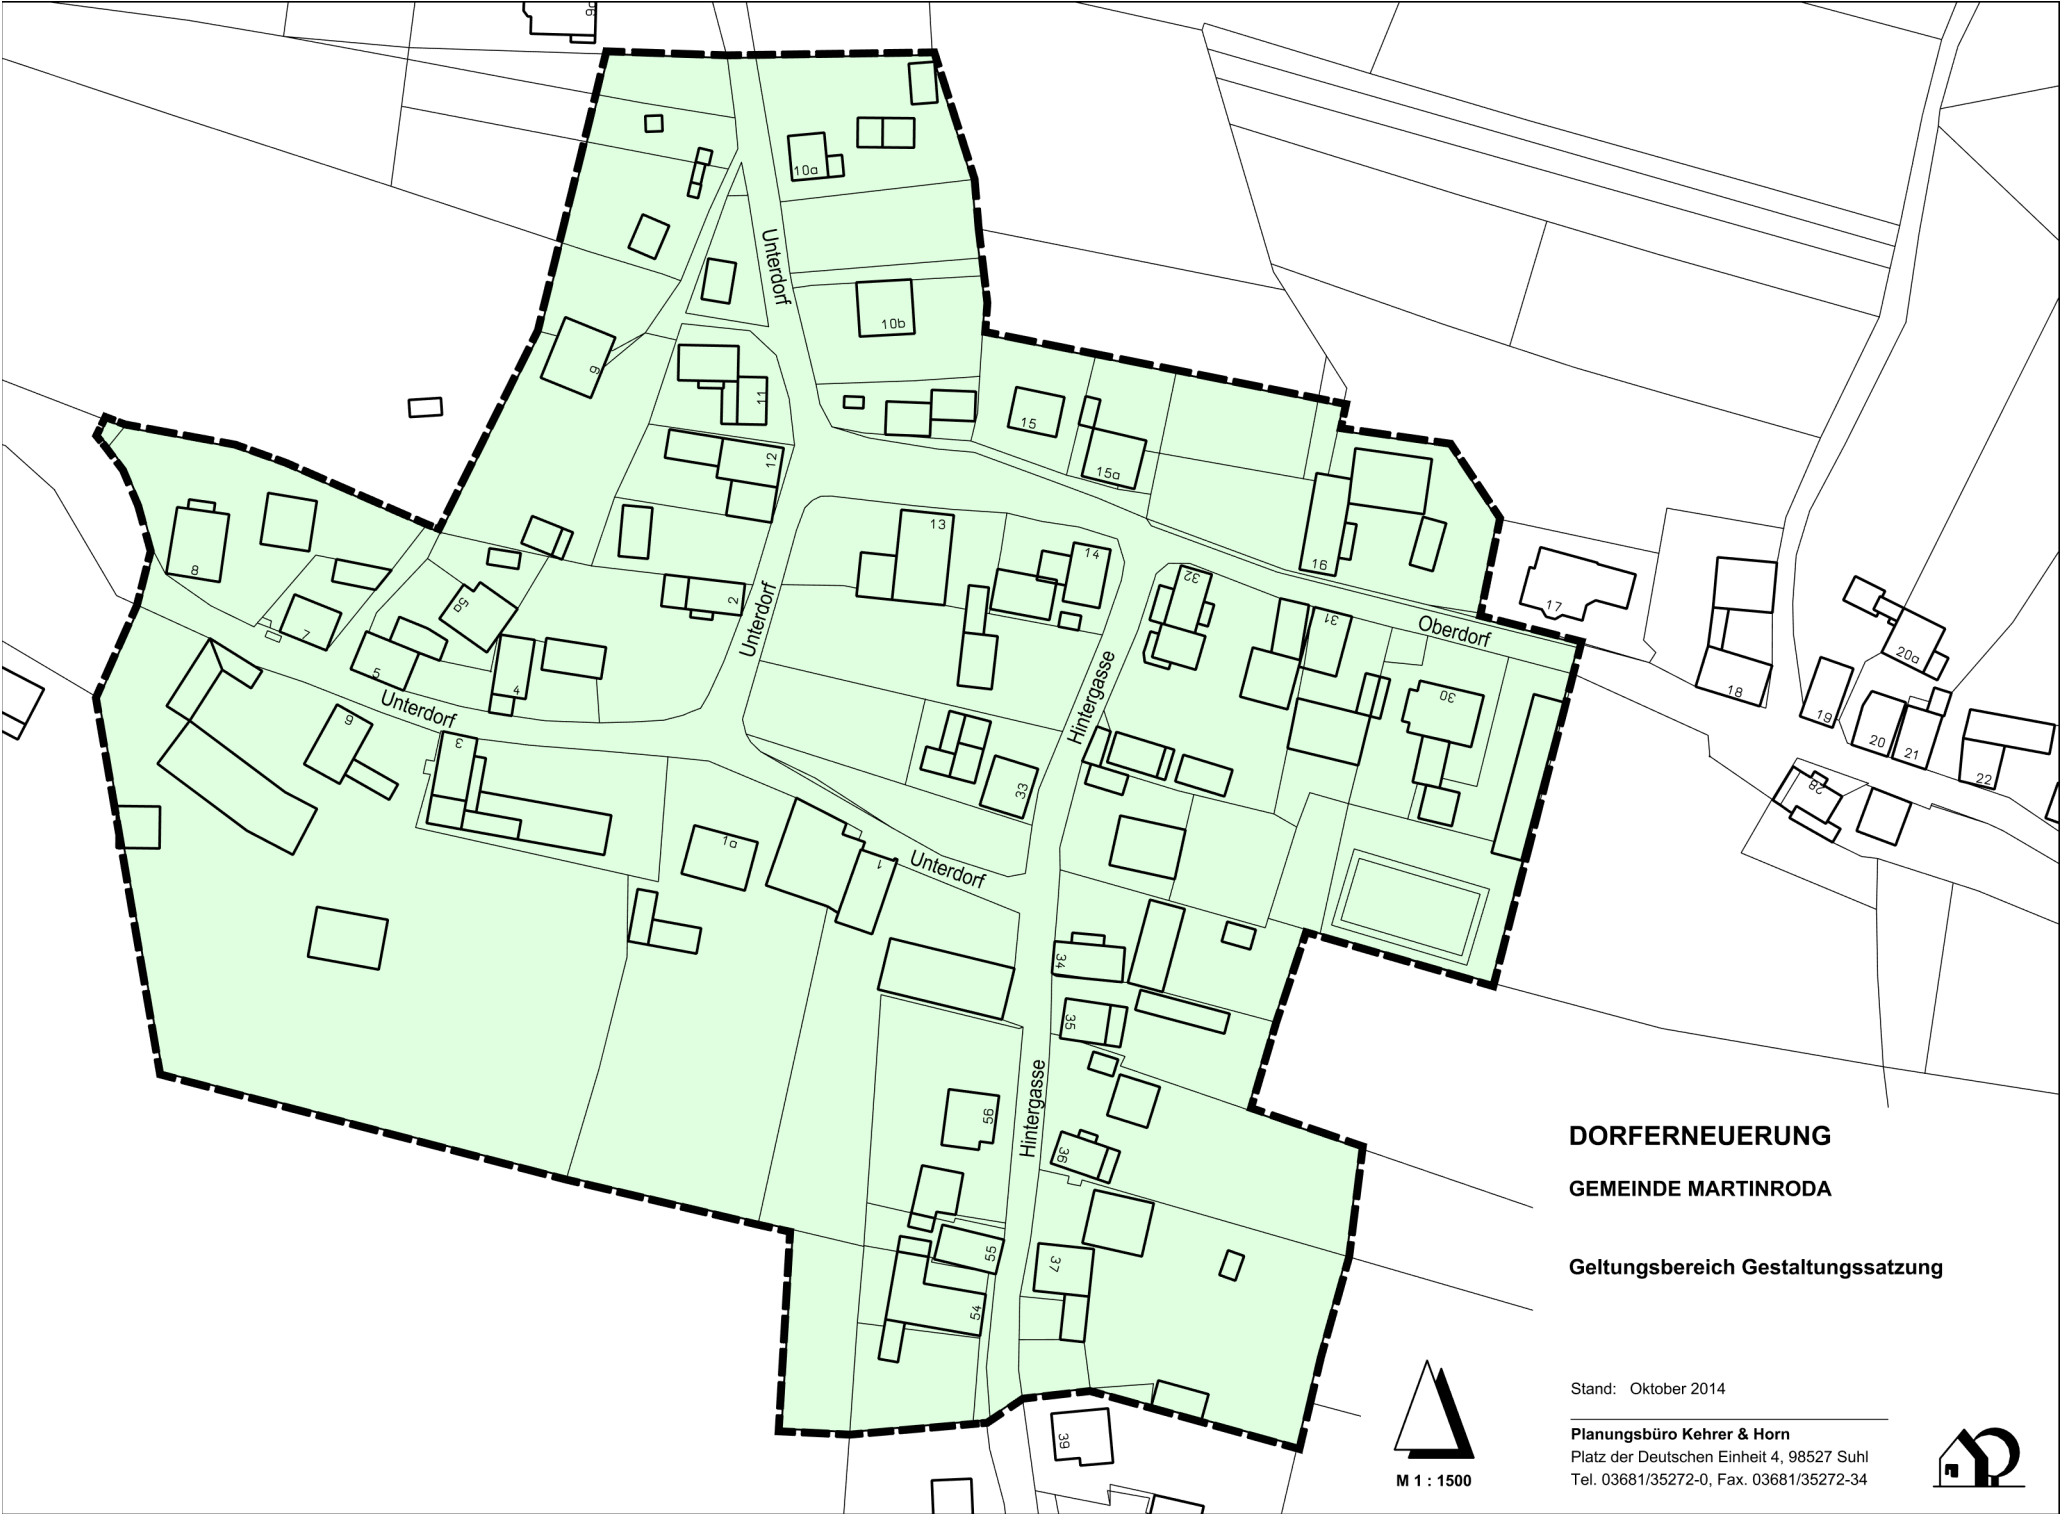 10a
Unterdorf
10b
9
11
12
15
15a
13
14
16
8
7
5a
5
4
2
Unterdorf
32
31
Oberdorf
17
18
19
20a
20
21
22
28
30
Hintergasse
Unterdorf
6
3
33
1a
1
Unterdorf
34
35
Hintergasse
56
36
55
37
54
39
DORFERNEUERUNG
GEMEINDE MARTINRODA
Geltungsbereich Gestaltungssatzung
Stand: Oktober 2014
Planungsbüro Kehrer & Horn
Platz der Deutschen Einheit 4, 98527 Suhl
Tel. 03681/35272-0, Fax. 03681/35272-34
M 1 : 1500